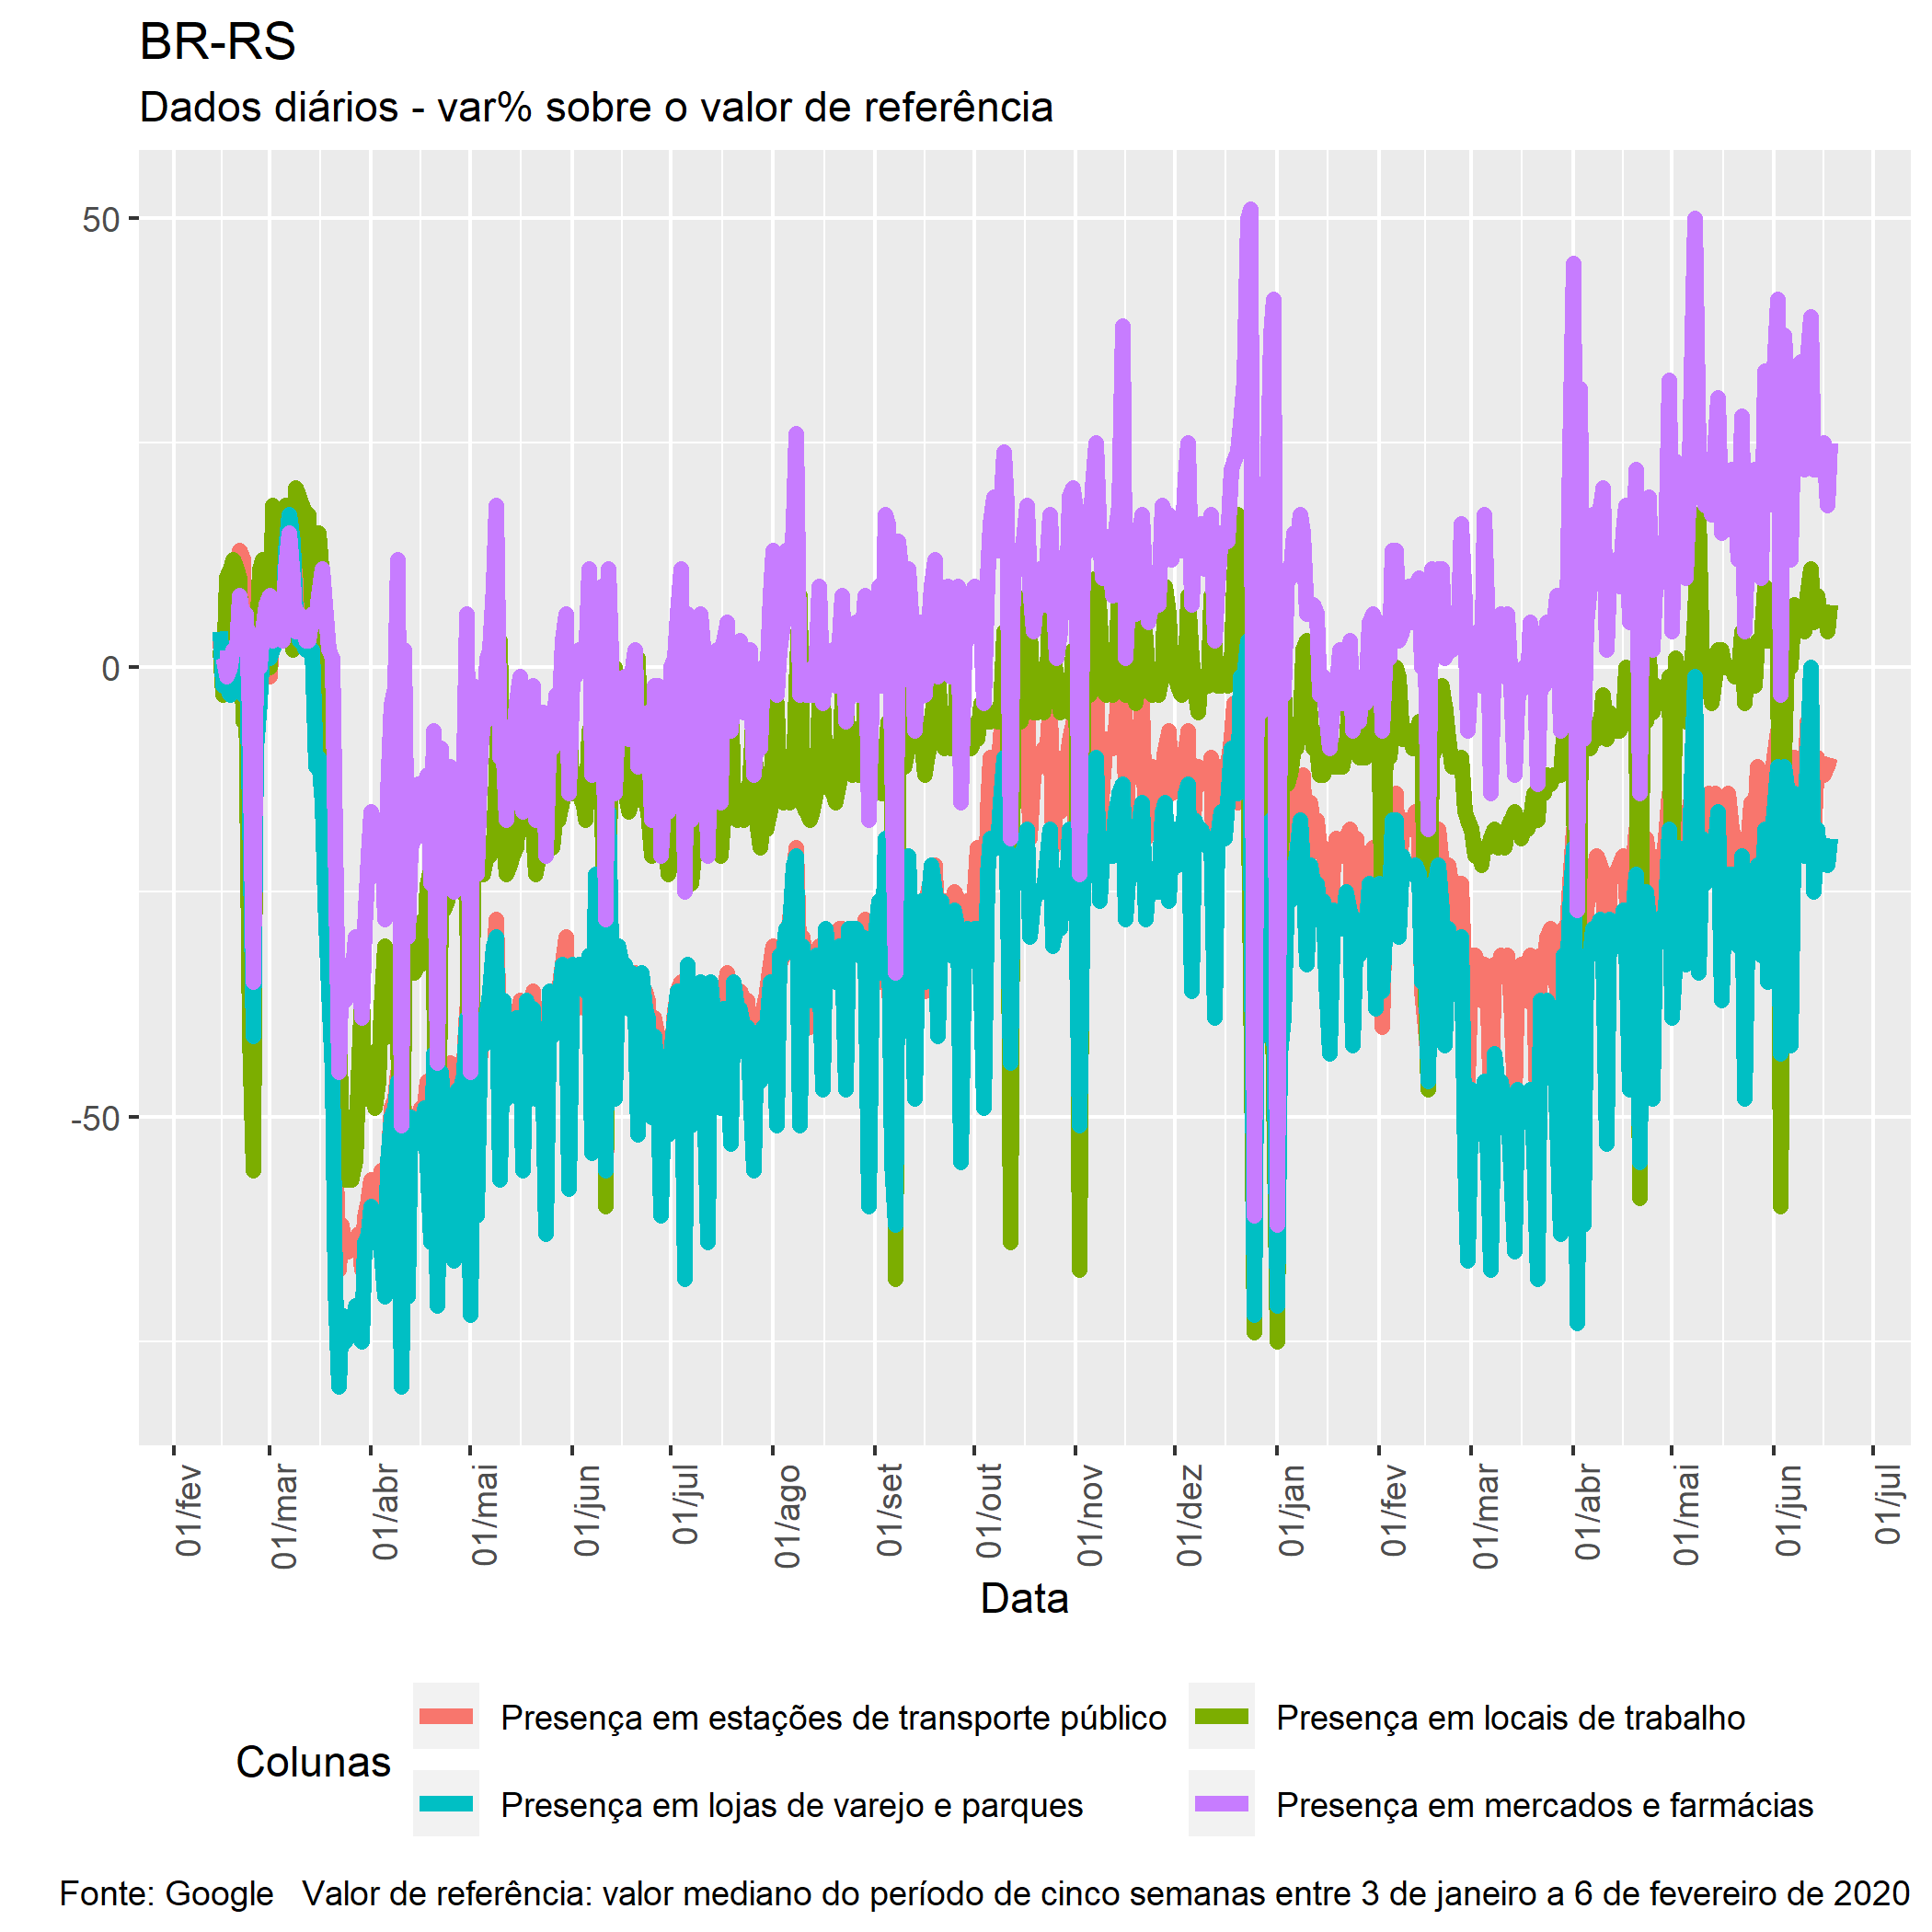 BR-RS
Dados diários - var% sobre o valor de referência
50
0
-50
01/fev
01/mar
01/abr
01/mai
01/jun
01/jul
01/ago
01/set
01/out
01/nov
01/dez
01/jan
01/fev
01/mar
01/abr
01/mai
01/jun
01/jul
Data
Colunas
Presença em estações de transporte público
Presença em locais de trabalho
Presença em lojas de varejo e parques
Presença em mercados e farmácias
Fonte: Google   Valor de referência: valor mediano do período de cinco semanas entre 3 de janeiro a 6 de fevereiro de 2020